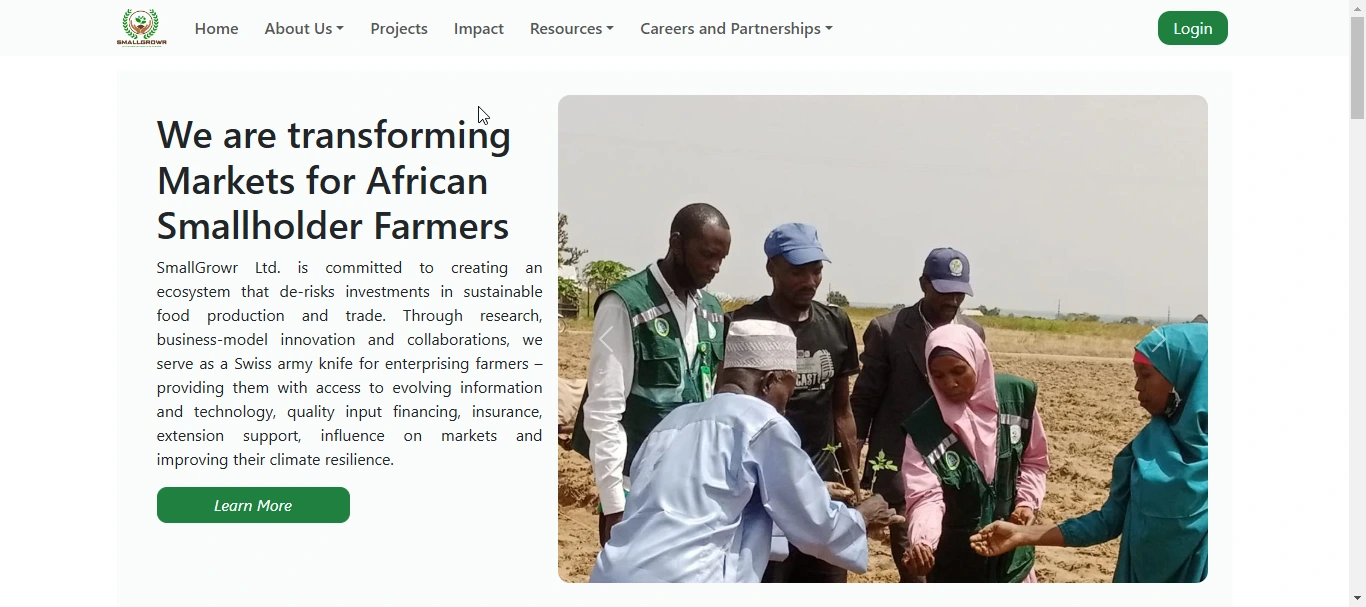 SMALLGROWR
Home
About Us
Projects
Impact
Resources
Careers and Partnerships
Login
We are transforming
Markets for African
Smallholder Farmers
SmallGrowr Ltd. is committed to creating an
ecosystem that de-risks investments in sustainable
food production and trade. Through research,
business-model innovation and collaborations, we
serve as a Swiss army knife for enterprising farmers –
providing them with access to evolving information
and technology, quality input financing, insurance,
extension support, influence on markets and
improving their climate resilience.
Learn More